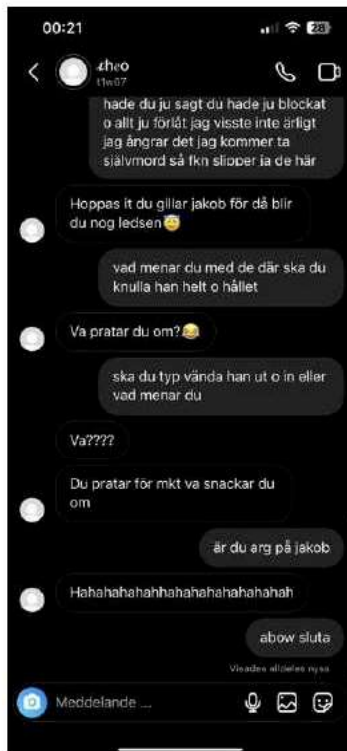 00:21
28
theo
t1w67
hade du ju sagt du hade ju blockat
o allt ju förlåt jag visste inte ärligt
jag ångrar det jag kommer ta
självmord så fkn slipper ja de här
Hoppas it du gillar jakob för då blir
du nog ledsen😇
vad menar du med de där ska du
knulla han helt o hållet
Va pratar du om?😂
ska du typ vända han ut o in eller
vad menar du
Va????
Du pratar för mkt va snackar du
om
är du arg på jakob
Hahahahahahhahahahahahahahah
abow sluta
Visades alldeles nyss
Meddelande ...